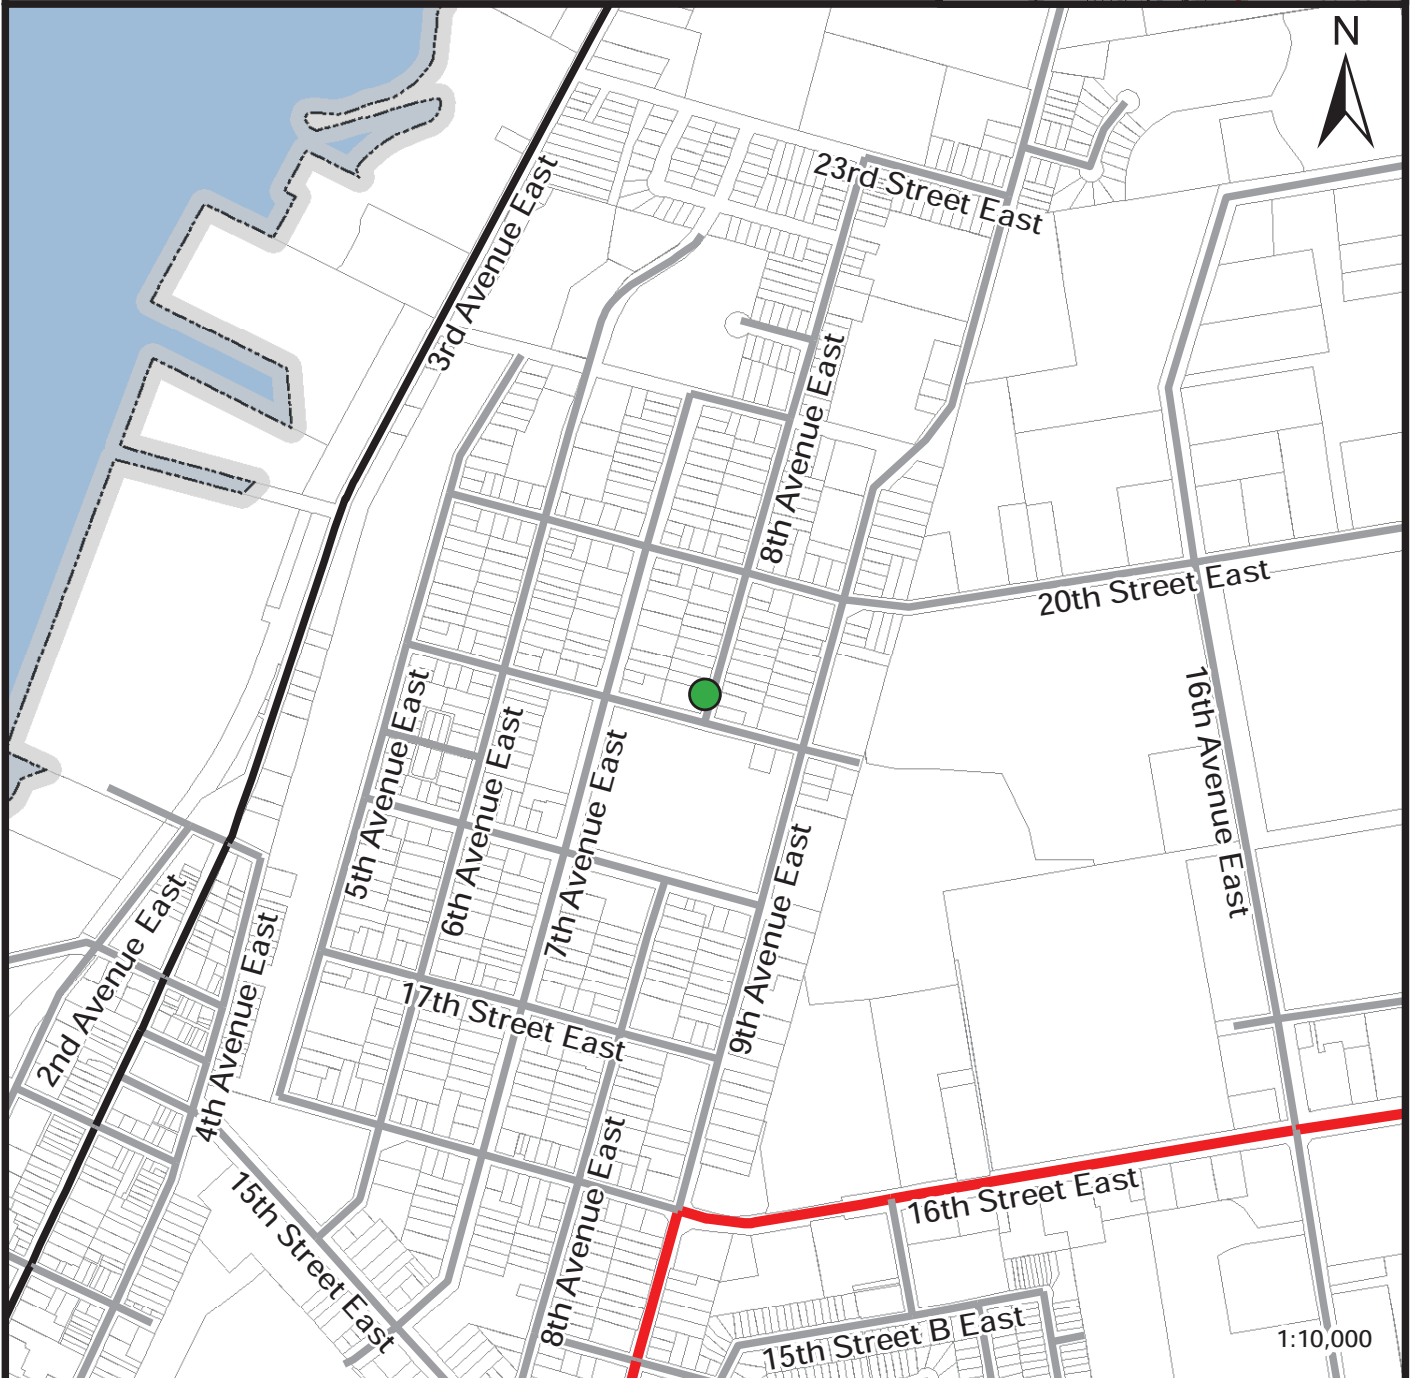 N
23rd Street East
3rd Avenue East
8th Avenue East
20th Street East
16th Avenue East
5th Avenue East
6th Avenue East
7th Avenue East
9th Avenue East
2nd Avenue East
4th Avenue East
17th Street East
8th Avenue East
15th Street East
16th Street East
15th Street B East
1:10,000